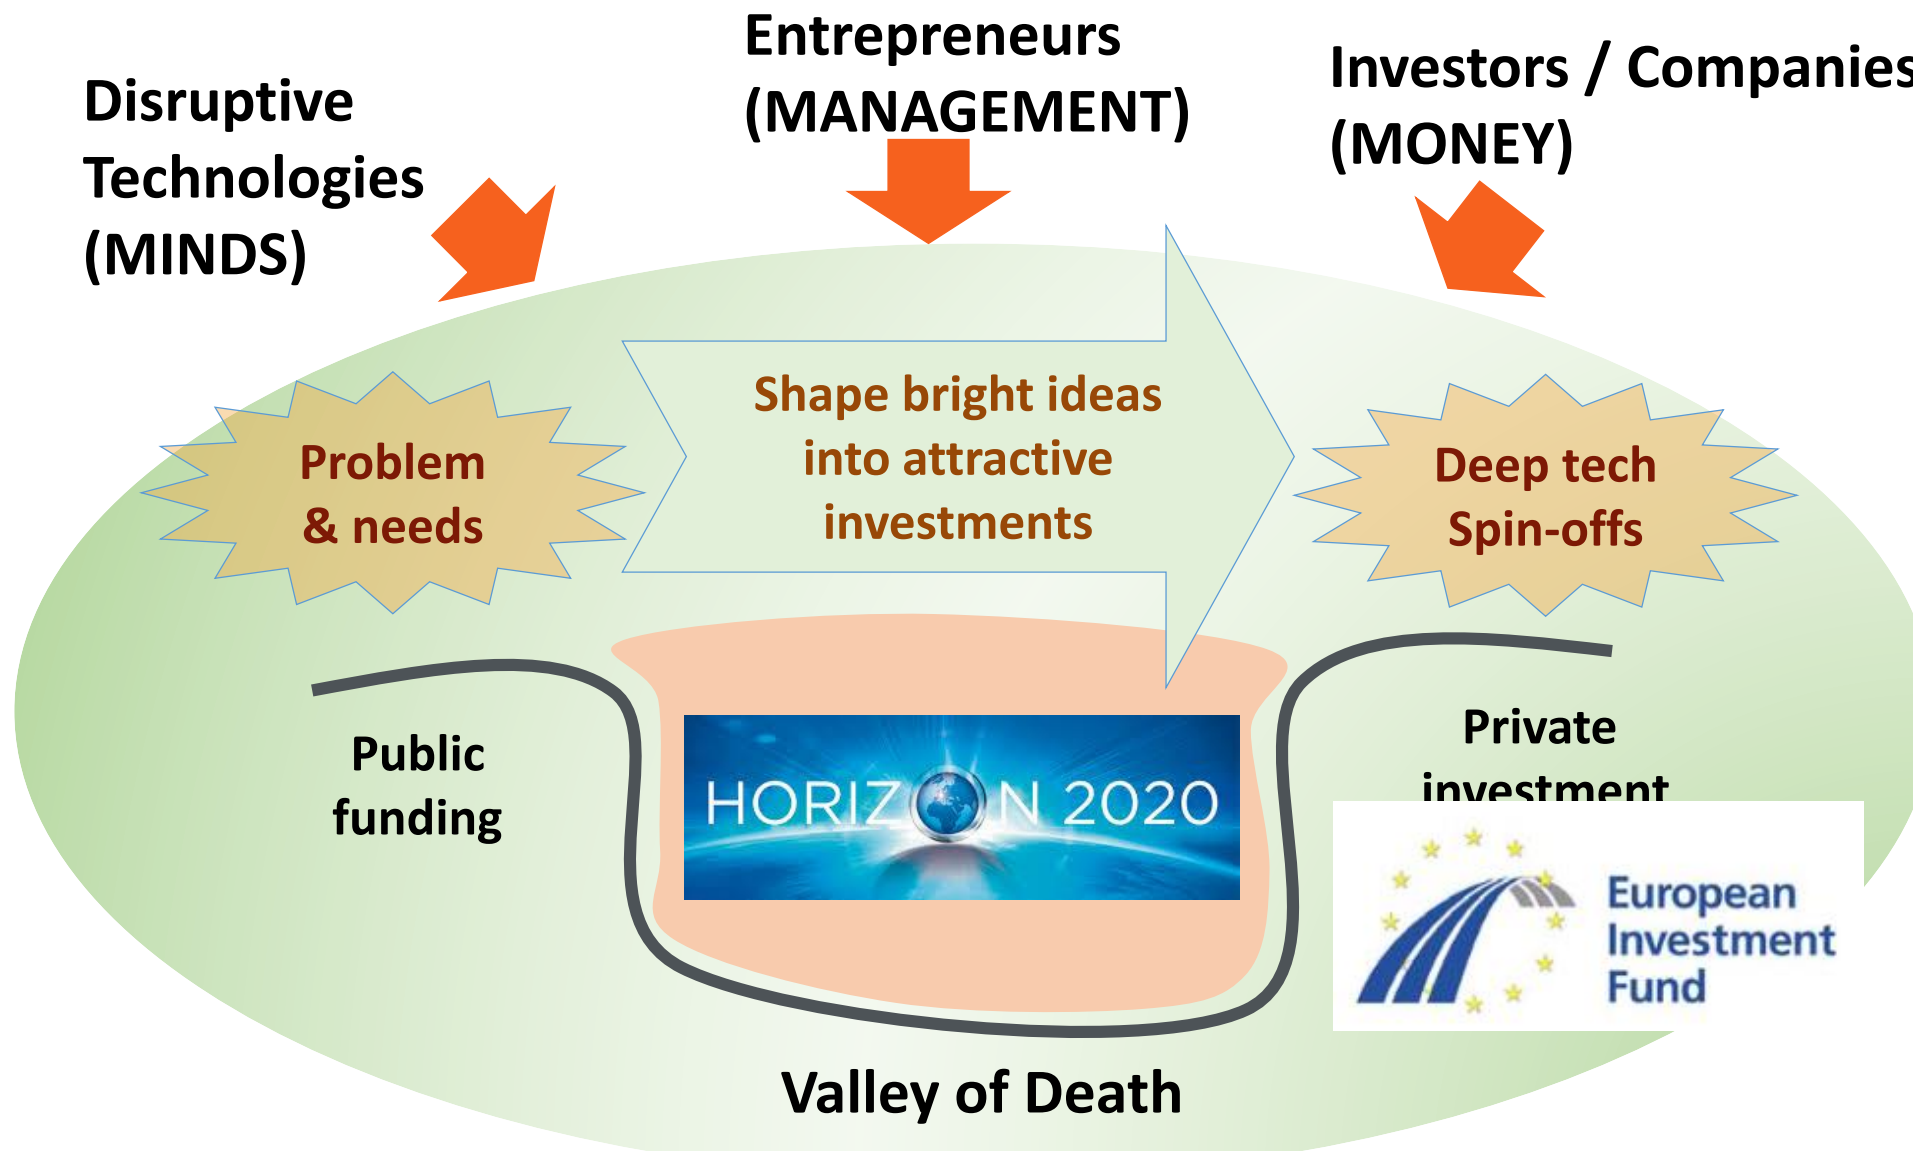 Disruptive
Technologies
(MINDS)
Entrepreneurs
(MANAGEMENT)
Investors / Companies
(MONEY)
Problem
& needs
Shape bright ideas
into attractive
investments
Deep tech
Spin-offs
Public
funding
HORIZON 2020
Private
investment
European
Investment
Fund
Valley of Death